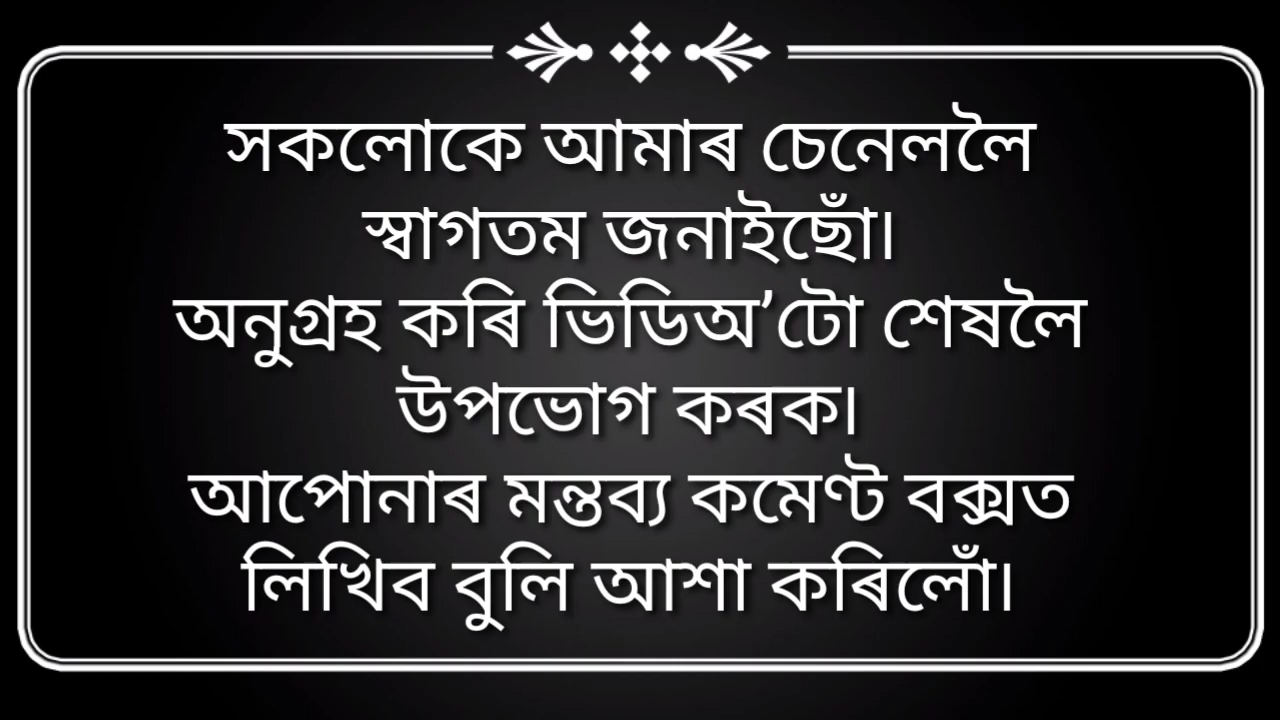 সকলোকে আমাৰ চেনেললৈ
স্বাগতম জনাইছোঁ।
অনুগ্ৰহ কৰি ভিডিঅ’টো শেষলৈ
উপভোগ কৰক।
আপোনাৰ মন্তব্য কমেণ্ট বক্সত
লিখিব বুলি আশা কৰিলোঁ।